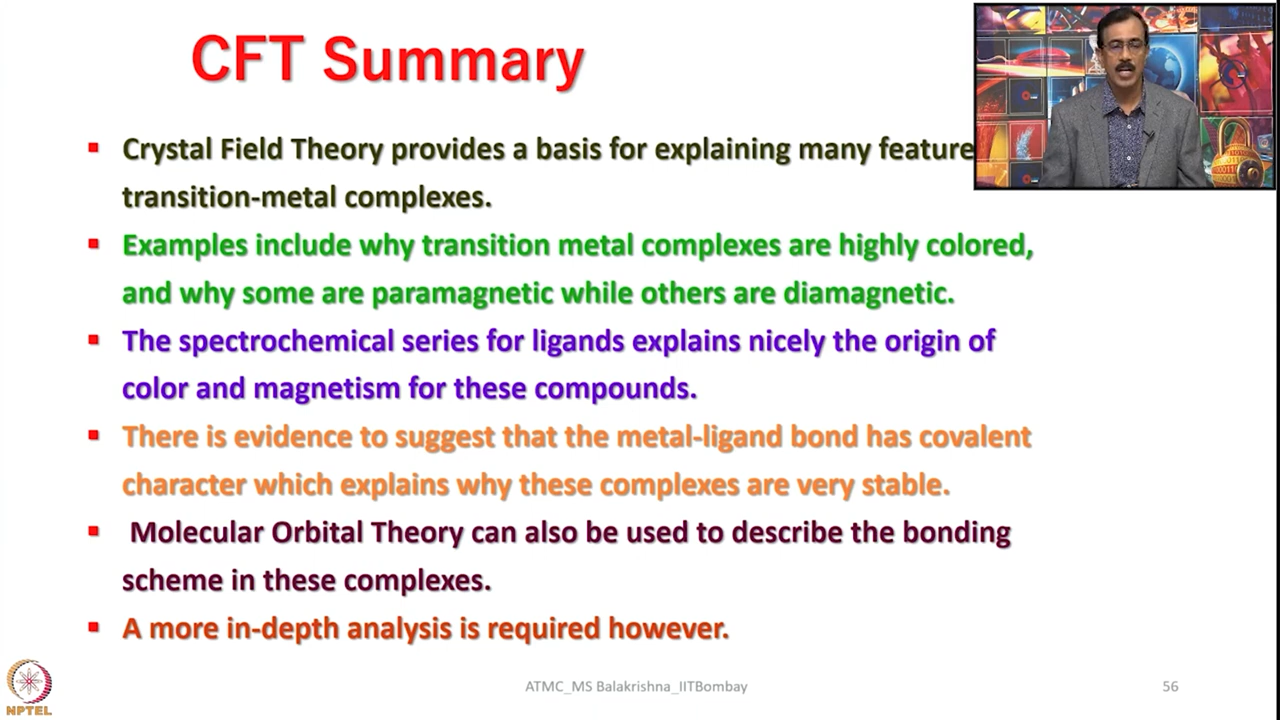 CFT Summary
▪ Crystal Field Theory provides a basis for explaining many feature
transition-metal complexes.
▪ Examples include why transition metal complexes are highly colored,
and why some are paramagnetic while others are diamagnetic.
▪ The spectrochemical series for ligands explains nicely the origin of
color and magnetism for these compounds.
▪ There is evidence to suggest that the metal-ligand bond has covalent
character which explains why these complexes are very stable.
▪ Molecular Orbital Theory can also be used to describe the bonding
scheme in these complexes.
▪ A more in-depth analysis is required however.
NPTEL
ATMC_MS Balakrishna_IITBombay
56